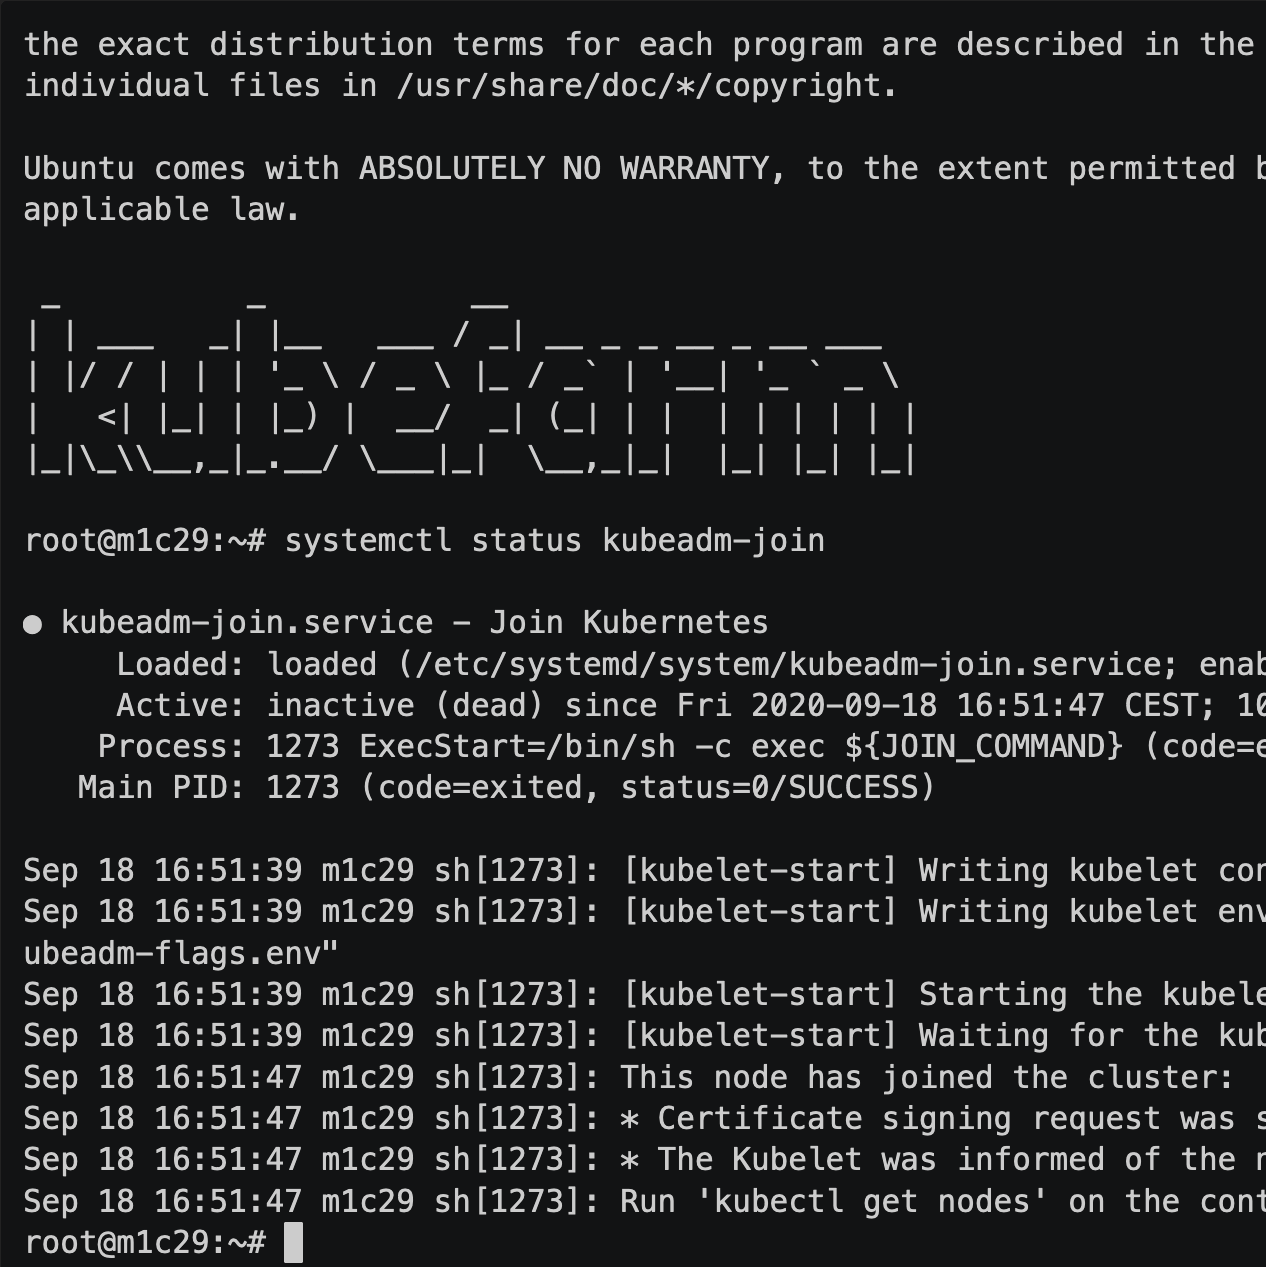 the exact distribution terms for each program are described in the
individual files in /usr/share/doc/*/copyright.
Ubuntu comes with ABSOLUTELY NO WARRANTY, to the extent permitted
applicable law.
kubefarm
root@m1c29:~# systemctl status kubeadm-join
● kubeadm-join.service - Join Kubernetes
Loaded: loaded (/etc/systemd/system/kubeadm-join.service; enab
Active: inactive (dead) since Fri 2020-09-18 16:51:47 CEST; 10
Process: 1273 ExecStart=/bin/sh -c exec ${JOIN_COMMAND} (code=e
Main PID: 1273 (code=exited, status=0/SUCCESS)
Sep 18 16:51:39 m1c29 sh[1273]: [kubelet-start] Writing kubelet con
Sep 18 16:51:39 m1c29 sh[1273]: [kubelet-start] Writing kubelet env
ubeadm-flags.env"
Sep 18 16:51:39 m1c29 sh[1273]: [kubelet-start] Starting the kubele
Sep 18 16:51:39 m1c29 sh[1273]: [kubelet-start] Waiting for the kub
Sep 18 16:51:47 m1c29 sh[1273]: This node has joined the cluster:
Sep 18 16:51:47 m1c29 sh[1273]: * Certificate signing request was s
Sep 18 16:51:47 m1c29 sh[1273]: * The Kubelet was informed of the
Sep 18 16:51:47 m1c29 sh[1273]: Run 'kubectl get nodes' on the cont
root@m1c29:~#